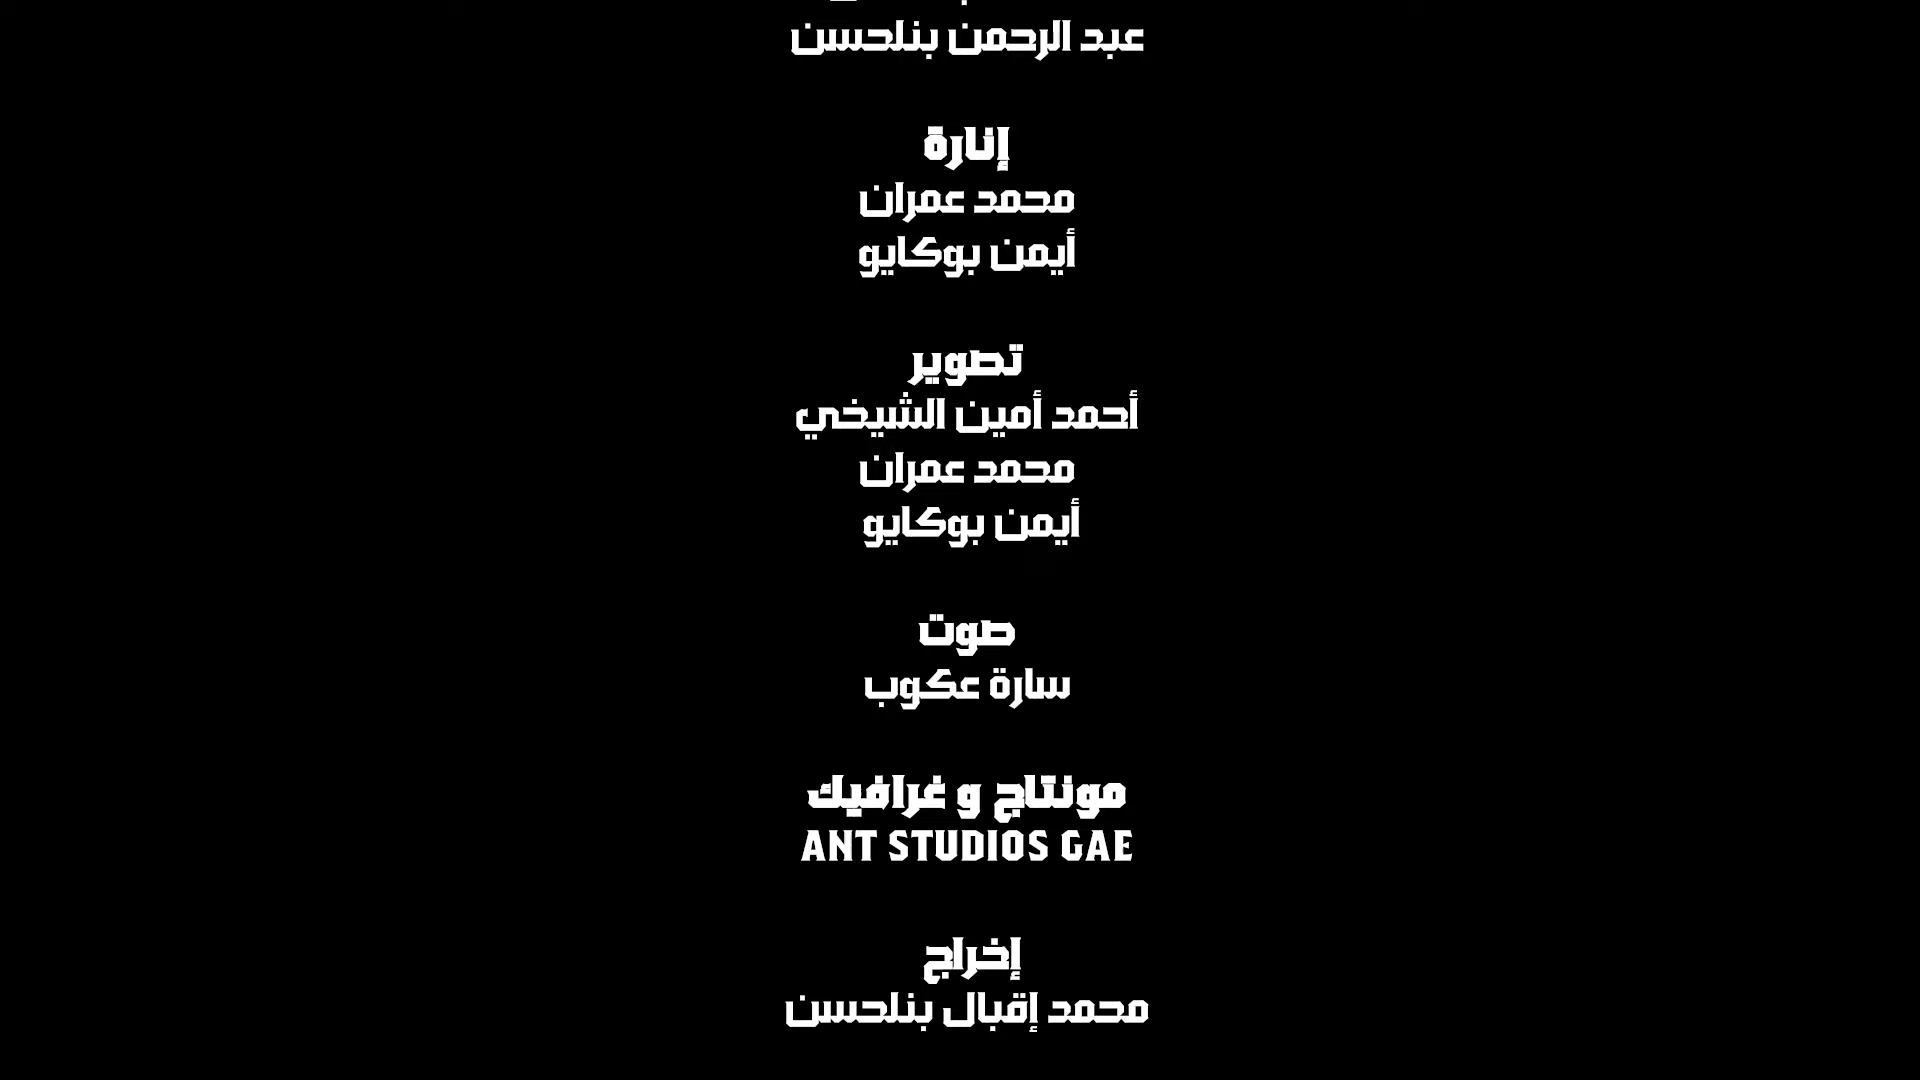 عبد الرحمن بنلحسن
إنارة
محمد عمران
أيمن بوكايو
تصوير
أحمد أمين الشيخي
محمد عمران
أيمن بوكايو
صوت
سارة عكوب
مونتاج و غرافيك
ANT STUDIOS GAE
إخراج
محمد إقبال بنلحسن